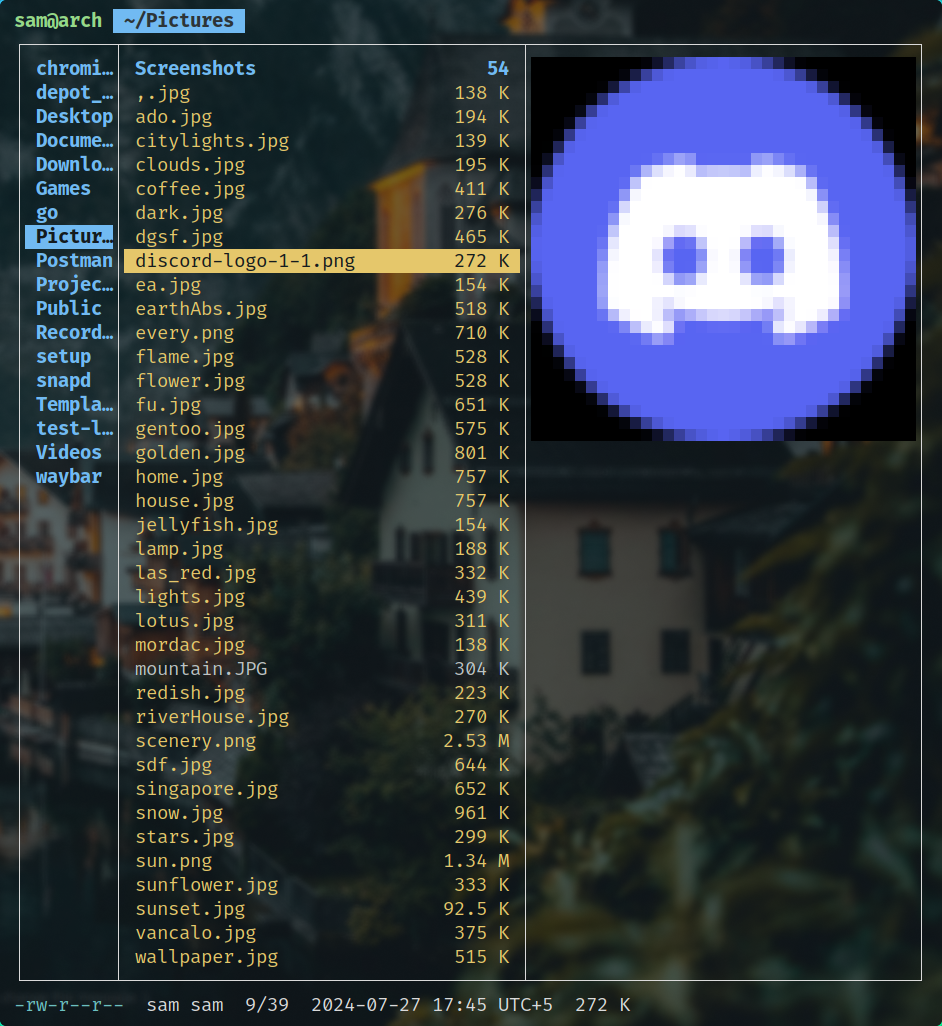 sam@arch ~/Pictures
chromi…
depot_…
Desktop
Docume…
Downlo…
Games
go
Pictur…
Postman
Projec…
Public
Record…
setup
snapd
Templa…
test-l…
Videos
waybar
Screenshots 54
,.jpg 138 K
ado.jpg 194 K
citylights.jpg 139 K
clouds.jpg 195 K
coffee.jpg 411 K
dark.jpg 276 K
dgsf.jpg 465 K
discord-logo-1-1.png 272 K
ea.jpg 154 K
earthAbs.jpg 518 K
every.png 710 K
flame.jpg 528 K
flower.jpg 528 K
fu.jpg 651 K
gentoo.jpg 575 K
golden.jpg 801 K
home.jpg 757 K
house.jpg 757 K
jellyfish.jpg 154 K
lamp.jpg 188 K
las_red.jpg 332 K
lights.jpg 439 K
lotus.jpg 311 K
mordac.jpg 138 K
mountain.JPG 304 K
redish.jpg 223 K
riverHouse.jpg 270 K
scenery.png 2.53 M
sdf.jpg 644 K
singapore.jpg 652 K
snow.jpg 961 K
stars.jpg 299 K
sun.png 1.34 M
sunflower.jpg 333 K
sunset.jpg 92.5 K
vancalo.jpg 375 K
wallpaper.jpg 515 K
-rw-r--r-- sam sam 9/39 2024-07-27 17:45 UTC+5 272 K